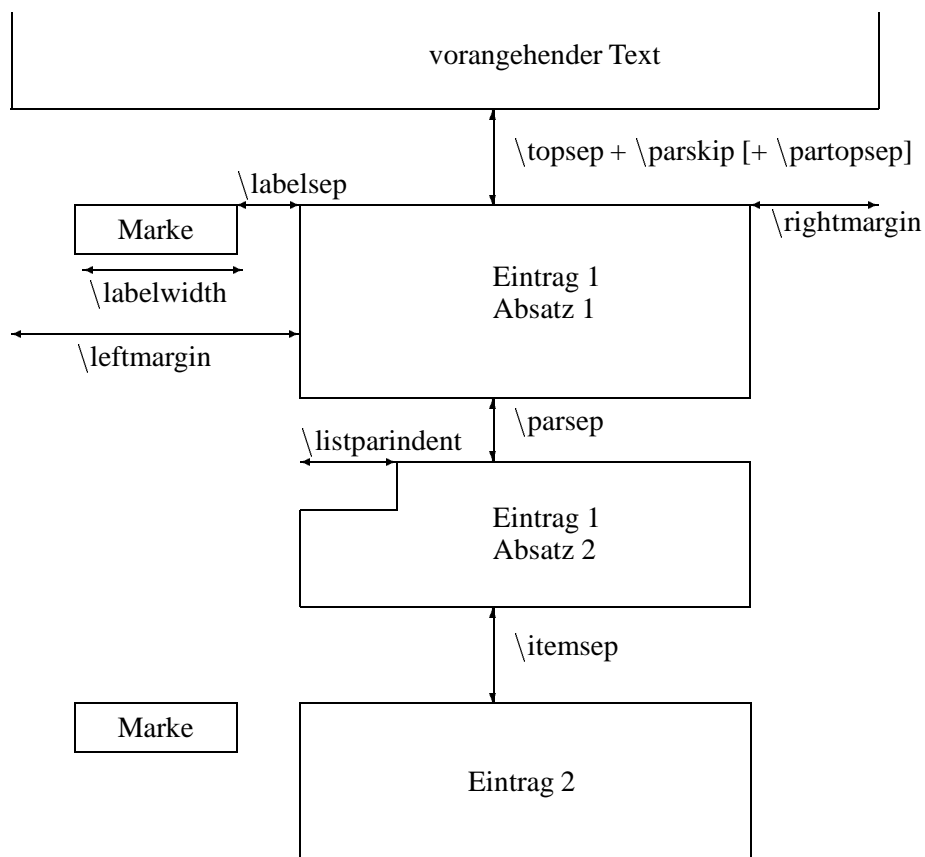 vorangehender Text
\topsep + \parskip [+ \partopsep]
\labelsep
Marke
\rightmargin
\labelwidth
Eintrag 1
Absatz 1
\leftmargin
\parsep
\listparindent
Eintrag 1
Absatz 2
\itemsep
Marke
Eintrag 2